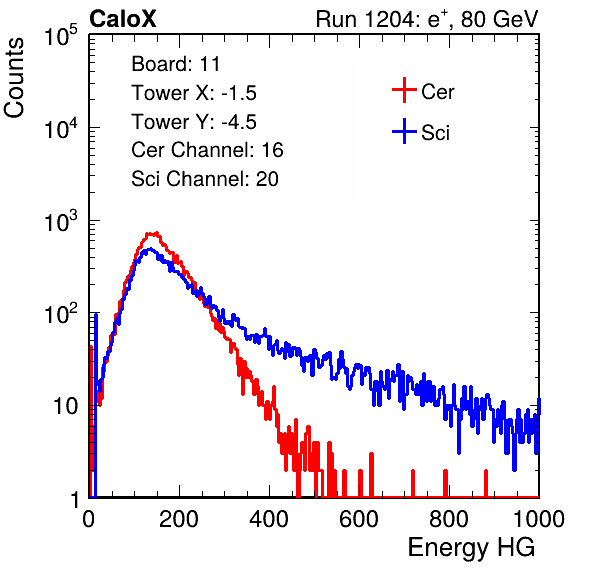 CaloX Run 1204: e⁺, 80 GeV
Counts
10⁵
10⁴
10³
10²
10
1
Board: 11
Tower X: -1.5
Tower Y: -4.5
Cer Channel: 16
Sci Channel: 20
Cer
Sci
0 200 400 600 800 1000
Energy HG